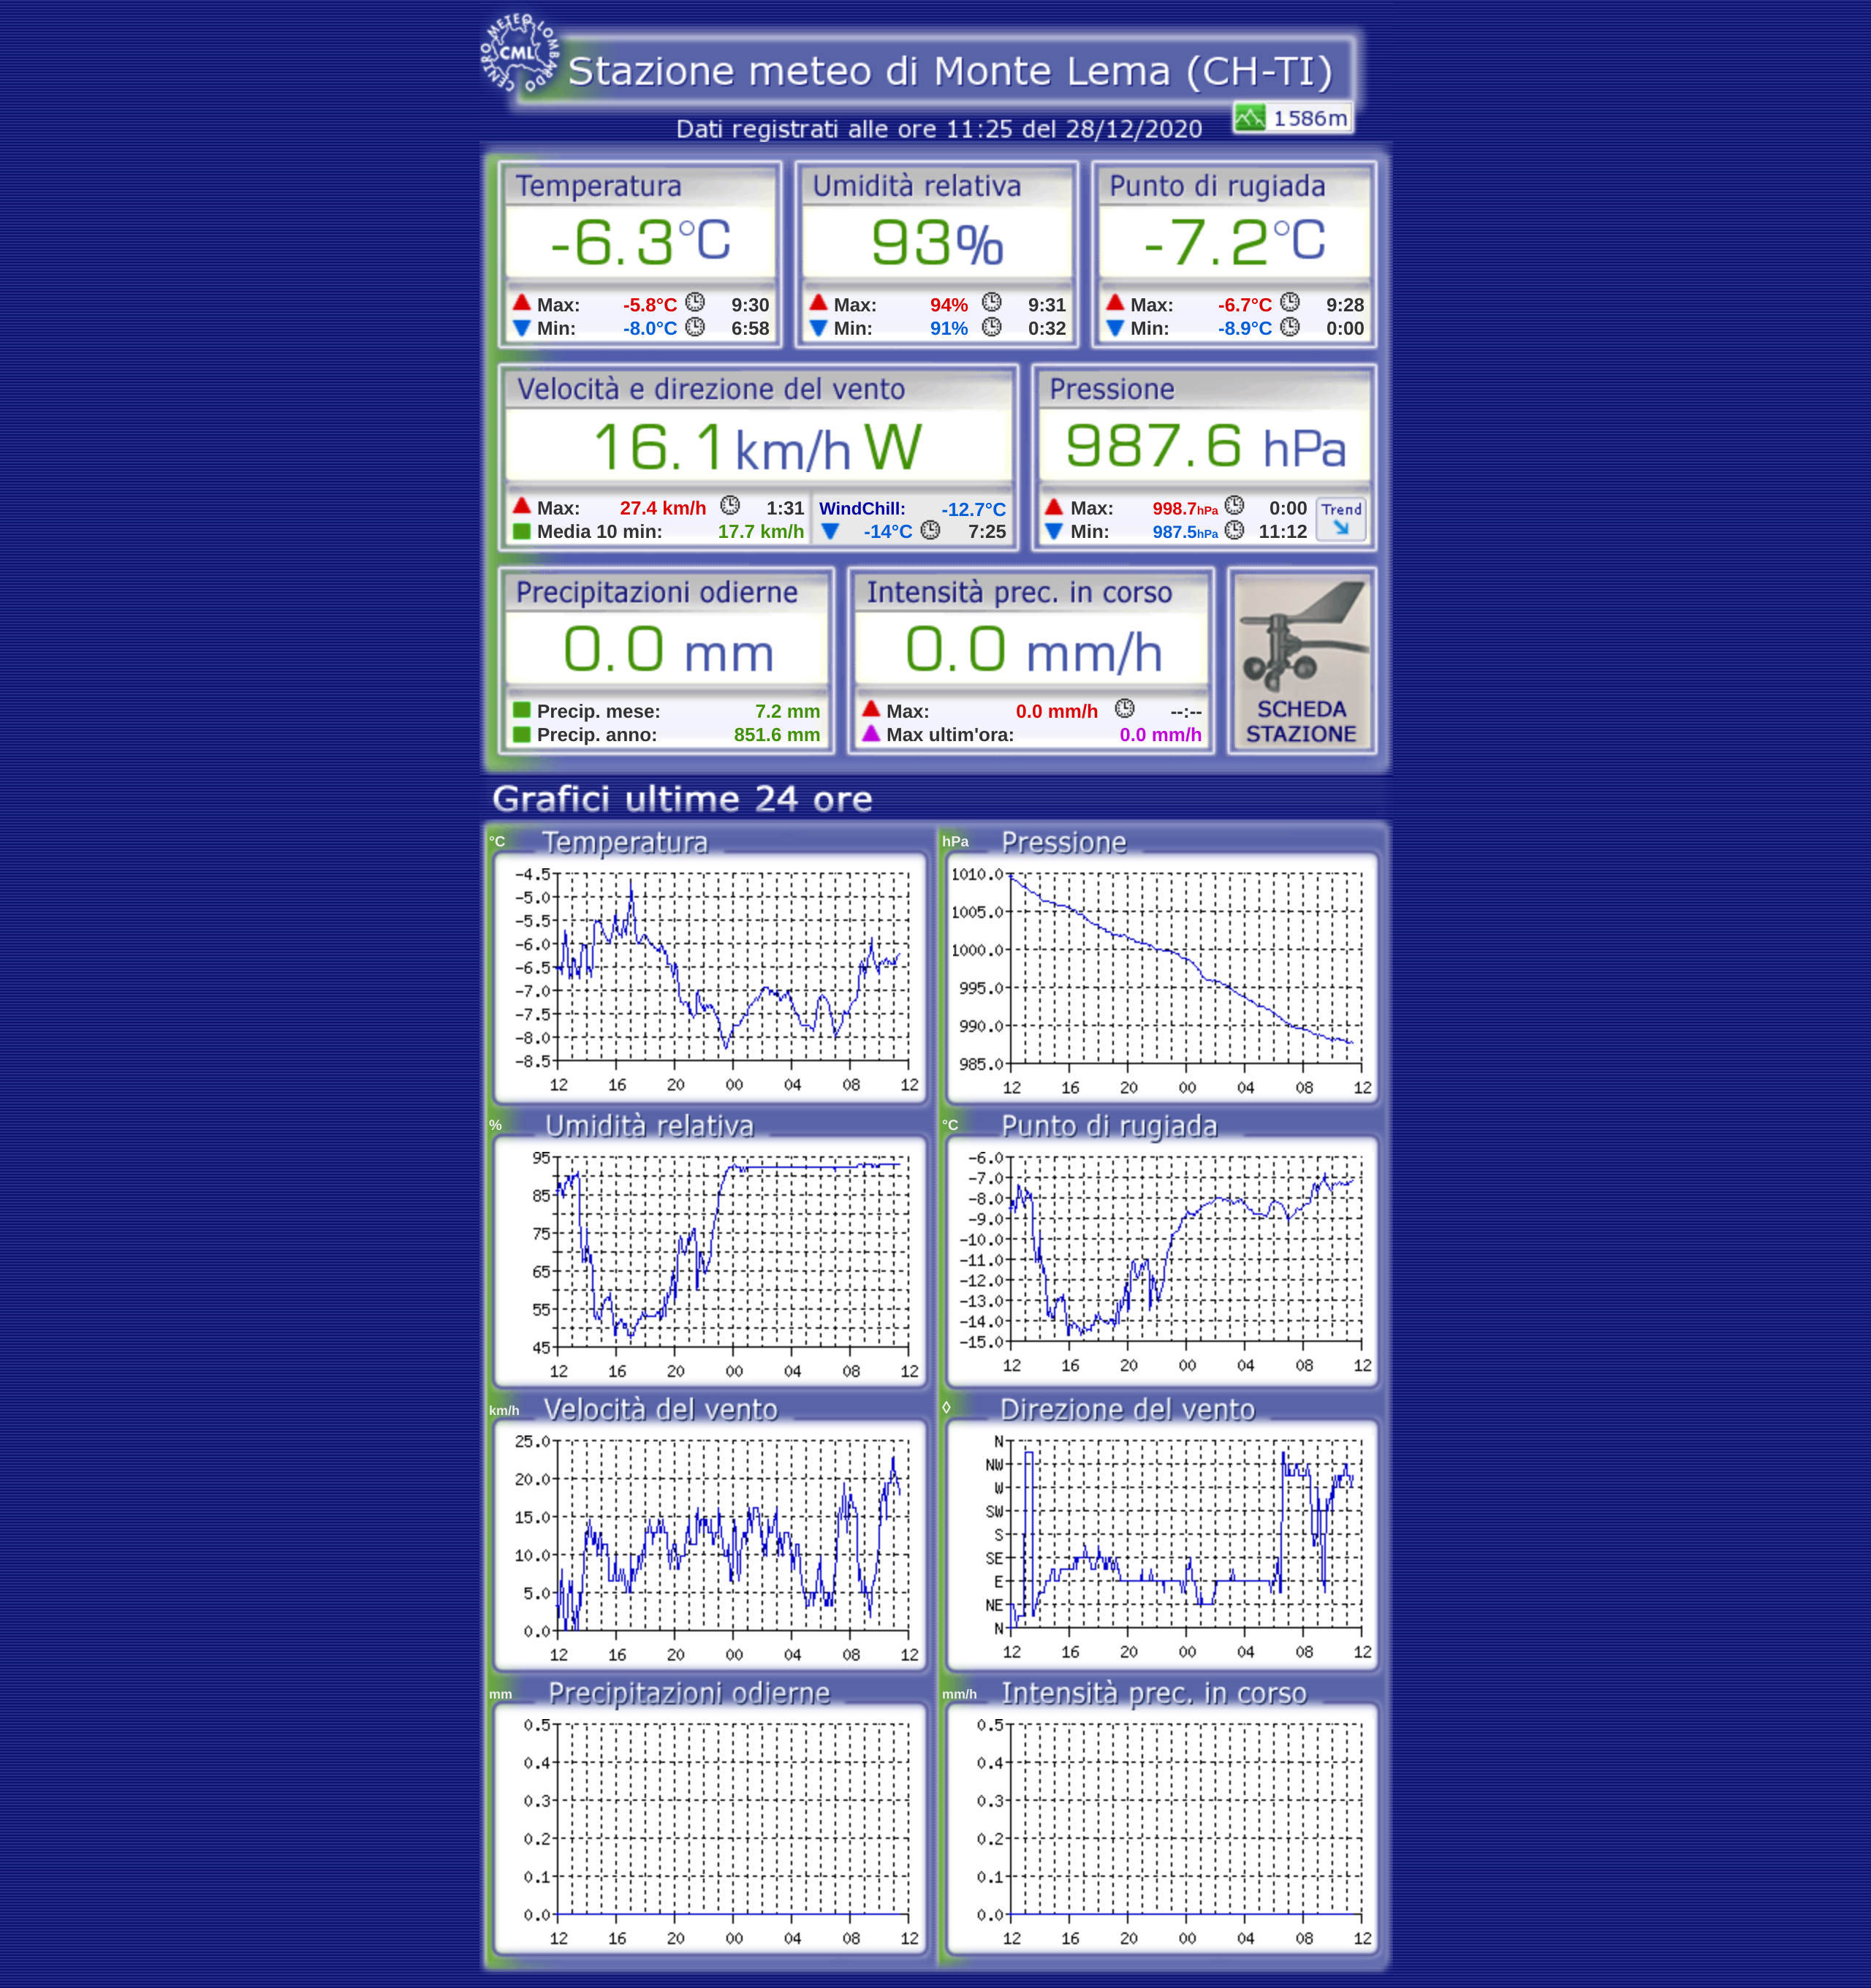 CENTRO METEO LOMBARDO
CML
Stazione meteo di Monte Lema (CH-TI)
1586m
Dati registrati alle ore 11:25 del 28/12/2020
Temperatura Umidità relativa Punto di rugiada
-6.3°C 93% -7.2°C
Max: -5.8°C 9:30 Max: 94% 9:31 Max: -6.7°C 9:28
Min: -8.0°C 6:58 Min: 91% 0:32 Min: -8.9°C 0:00
Velocità e direzione del vento Pressione
16.1km/h W 987.6 hPa
Max: 27.4 km/h 1:31 WindChill: -12.7°C Max: 998.7hPa 0:00 Trend
Media 10 min: 17.7 km/h -14°C 7:25 Min: 987.5hPa 11:12
Precipitazioni odierne Intensità prec. in corso
0.0 mm 0.0 mm/h
Precip. mese: 7.2 mm Max: 0.0 mm/h --:-- SCHEDA
Precip. anno: 851.6 mm Max ultim'ora: 0.0 mm/h STAZIONE
Grafici ultime 24 ore
°C Temperatura
-4.5
-5.0
-5.5
-6.0
-6.5
-7.0
-7.5
-8.0
-8.5
12 16 20 00 04 08 12
hPa Pressione
1010.0
1005.0
1000.0
995.0
990.0
985.0
12 16 20 00 04 08 12
% Umidità relativa
95
85
75
65
55
45
12 16 20 00 04 08 12
°C Punto di rugiada
-6.0
-7.0
-8.0
-9.0
-10.0
-11.0
-12.0
-13.0
-14.0
-15.0
12 16 20 00 04 08 12
km/h Velocità del vento
25.0
20.0
15.0
10.0
5.0
0.0
12 16 20 00 04 08 12
◊ Direzione del vento
N
NW
W
SW
S
SE
E
NE
N
12 16 20 00 04 08 12
mm Precipitazioni odierne
0.5
0.4
0.3
0.2
0.1
0.0
12 16 20 00 04 08 12
mm/h Intensità prec. in corso
0.5
0.4
0.3
0.2
0.1
0.0
12 16 20 00 04 08 12